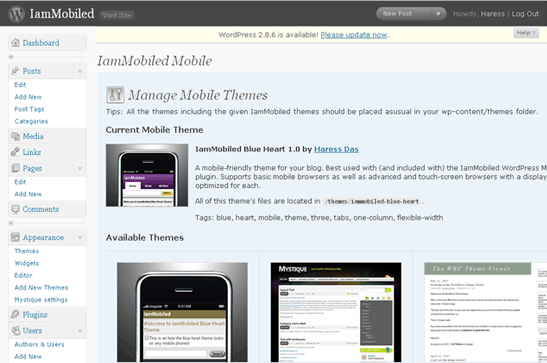 IamMobiled Visit Site
New Post
Howdy, Haress | Log Out
WordPress 2.8.6 is available! Please update now.
Help
Dashboard
Posts
Edit
Add New
Post Tags
Categories
Media
Links
Pages
Edit
Add New
Comments
Appearance
Themes
Widgets
Editor
Add New Themes
Mystique settings
Plugins
Users
Authors & Users
Add New
IamMobiled Mobile
Manage Mobile Themes
Tips: All the themes including the given IamMobiled themes should be placed asusual in your wp-content/themes folder.
Current Mobile Theme
IamMobiled Blue Heart 1.0 by Haress Das
A mobile-friendly theme for your blog. Best used with (and included with) the IamMobiled WordPress M
plugin. Supports basic mobile browsers as well as advanced and touch-screen browsers with a display
optimized for each.
All of this theme's files are located in /themes/iammobiled-blue-heart .
Tags: blue, heart, mobile, theme, three, tabs, one-column, flexible-width
Available Themes
IamMobiled
Welcome to IamMobiled Blue Heart Theme
This is an how the blue heart theme look
on any mobile phones!
Search
MYSTIQUE
The WRC Theme Viewer